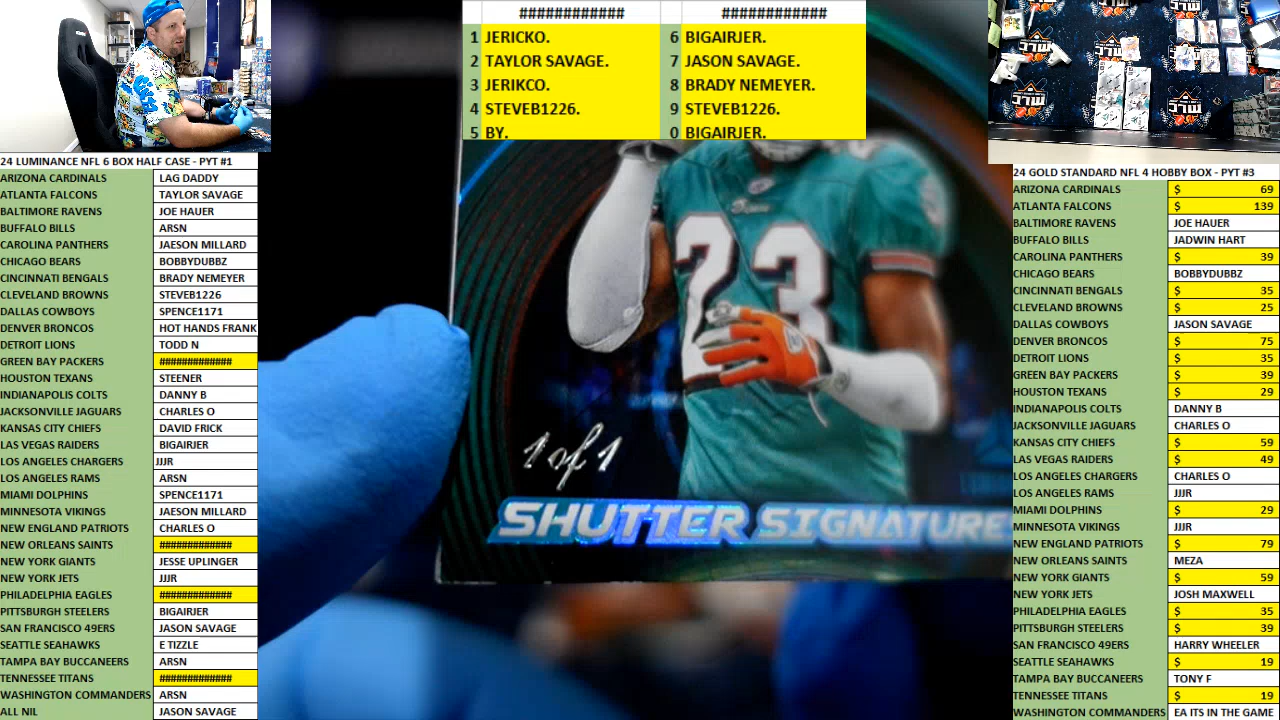 ############ ############
1 JERICKO. 6 BIGAIRJER.
2 TAYLOR SAVAGE. 7 JASON SAVAGE.
3 JERIKCO. 8 BRADY NEMEYER.
4 STEVEB1226. 9 STEVEB1226.
5 BY. 0 BIGAIRJER.
24 LUMINANCE NFL 6 BOX HALF CASE - PYT #1
ARIZONA CARDINALS LAG DADDY
ATLANTA FALCONS TAYLOR SAVAGE
BALTIMORE RAVENS JOE HAUER
BUFFALO BILLS ARSN
CAROLINA PANTHERS JAESON MILLARD
CHICAGO BEARS BOBBYDUBBZ
CINCINNATI BENGALS BRADY NEMEYER
CLEVELAND BROWNS STEVEB1226
DALLAS COWBOYS SPENCE1171
DENVER BRONCOS HOT HANDS FRANK
DETROIT LIONS TODD N
GREEN BAY PACKERS #############
HOUSTON TEXANS STEENER
INDIANAPOLIS COLTS DANNY B
JACKSONVILLE JAGUARS CHARLES O
KANSAS CITY CHIEFS DAVID FRICK
LAS VEGAS RAIDERS BIGAIRJER
LOS ANGELES CHARGERS JJJR
LOS ANGELES RAMS ARSN
MIAMI DOLPHINS SPENCE1171
MINNESOTA VIKINGS JAESON MILLARD
NEW ENGLAND PATRIOTS CHARLES O
NEW ORLEANS SAINTS #############
NEW YORK GIANTS JESSE UPLINGER
NEW YORK JETS JJJR
PHILADELPHIA EAGLES #############
PITTSBURGH STEELERS BIGAIRJER
SAN FRANCISCO 49ERS JASON SAVAGE
SEATTLE SEAHAWKS E TIZZLE
TAMPA BAY BUCCANEERS ARSN
TENNESSEE TITANS #############
WASHINGTON COMMANDERS ARSN
ALL NIL JASON SAVAGE
23
1 of 1
SHUTTER SIGNATURE
24 GOLD STANDARD NFL 4 HOBBY BOX - PYT #3
ARIZONA CARDINALS $ 69
ATLANTA FALCONS $ 139
BALTIMORE RAVENS JOE HAUER
BUFFALO BILLS JADWIN HART
CAROLINA PANTHERS $ 39
CHICAGO BEARS BOBBYDUBBZ
CINCINNATI BENGALS $ 35
CLEVELAND BROWNS $ 25
DALLAS COWBOYS JASON SAVAGE
DENVER BRONCOS $ 75
DETROIT LIONS $ 35
GREEN BAY PACKERS $ 39
HOUSTON TEXANS $ 29
INDIANAPOLIS COLTS DANNY B
JACKSONVILLE JAGUARS CHARLES O
KANSAS CITY CHIEFS $ 59
LAS VEGAS RAIDERS $ 49
LOS ANGELES CHARGERS CHARLES O
LOS ANGELES RAMS JJJR
MIAMI DOLPHINS $ 29
MINNESOTA VIKINGS JJJR
NEW ENGLAND PATRIOTS $ 79
NEW ORLEANS SAINTS MEZA
NEW YORK GIANTS $ 59
NEW YORK JETS JOSH MAXWELL
PHILADELPHIA EAGLES $ 35
PITTSBURGH STEELERS $ 39
SAN FRANCISCO 49ERS HARRY WHEELER
SEATTLE SEAHAWKS $ 19
TAMPA BAY BUCCANEERS TONY F
TENNESSEE TITANS $ 19
WASHINGTON COMMANDERS EA ITS IN THE GAME